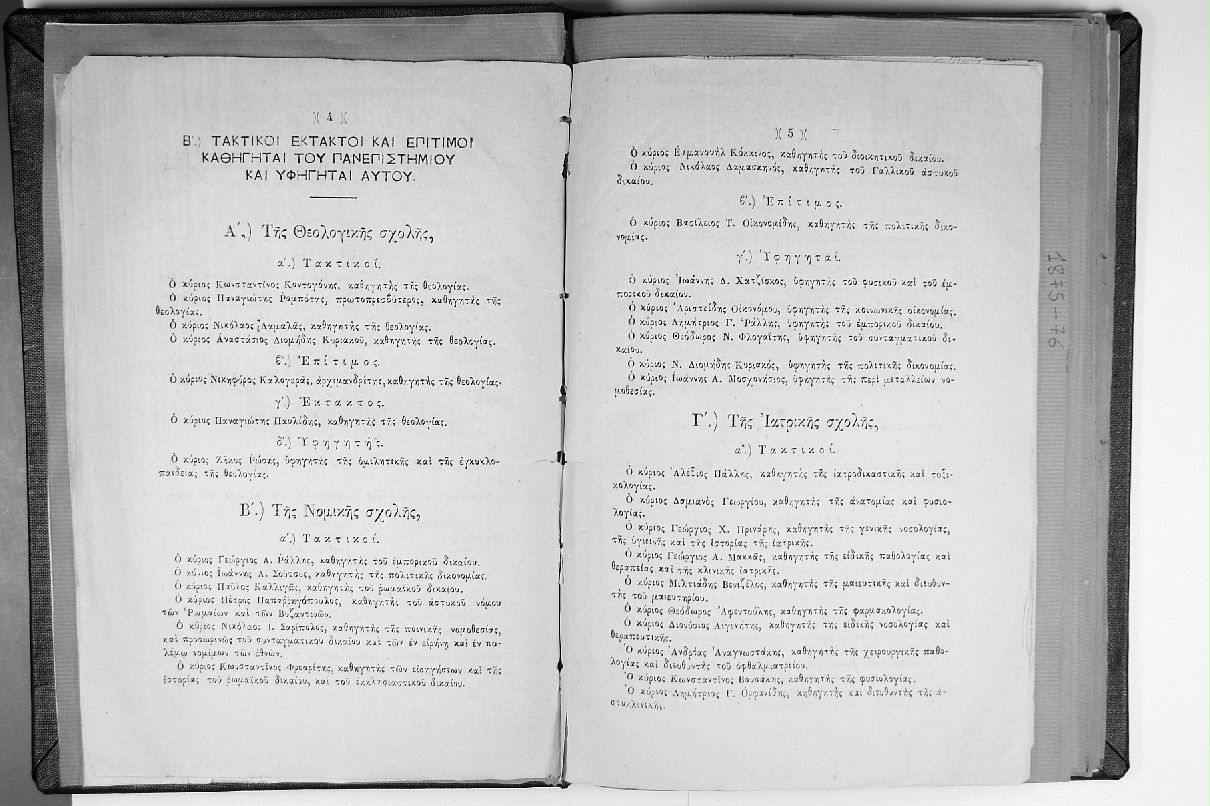 )( 4 )(
Β΄.) ΤΑΚΤΙΚΟΙ ΕΚΤΑΚΤΟΙ ΚΑΙ ΕΠΙΤΙΜΟΙ
ΚΑΘΗΓΗΤΑΙ ΤΟΥ ΠΑΝΕΠΙΣΤΗΜΙΟΥ
ΚΑΙ ΥΦΗΓΗΤΑΙ ΑΥΤΟΥ.
Α΄.) Τῆς Θεολογικῆς σχολῆς,
α΄.) Τακτικοί.
Ὁ κύριος Κωνσταντῖνος Κοντογόνης, καθηγητὴς τῆς θεολογίας.
Ὁ κύριος Παναγιώτης Ῥομπότης, πρωτοπρεσβύτερος, καθηγητὴς τῆς
θεολογίας.
Ὁ κύριος Νικόλαος Δαμαλᾶς, καθηγητὴς τῆς θεολογίας.
Ὁ κύριος Ἀναστάσιος Διομήδης Κυριακοῦ, καθηγητὴς τῆς θεολογίας.
β΄.) Ἐπίτιμος.
Ὁ κύριος Νικηφόρος Καλογερᾶς, ἀρχιμανδρίτης, καθηγητὴς τῆς θεολογίας.
γ΄.) Ἔκτακτος.
Ὁ κύριος Παναγιώτης Παυλίδης, καθηγητὴς τῆς θεολογίας.
δ΄.) Ὑφηγητής.
Ὁ κύριος Ζῆκος Ῥώσης, ὑφηγητὴς τῆς ὁμιλητικῆς καὶ τῆς ἐγκυκλο-
παιδείας τῆς θεολογίας.
Β΄.) Τῆς Νομικῆς σχολῆς,
α΄.) Τακτικοί.
Ὁ κύριος Γεώργιος Α. Ῥάλλης, καθηγητὴς τοῦ ἐμπορικοῦ δικαίου.
Ὁ κύριος Ἰωάννης Α. Σοῦτσος, καθηγητὴς τῆς πολιτικῆς οἰκονομίας.
Ὁ κύριος Παῦλος Καλλιγᾶς, καθηγητὴς τοῦ ῥωμαϊκοῦ δικαίου.
Ὁ κύριος Πέτρος Παπαρρηγόπουλος, καθηγητὴς τοῦ ἀστυκοῦ νόμου
τῶν Ῥωμαίων καὶ τῶν Βυζαντινῶν.
Ὁ κύριος Νικόλαος Ι. Σαρίπολος, καθηγητὴς τῆς ποινικῆς νομοθεσίας,
καὶ προσωρινῶς τοῦ συνταγματικοῦ δικαίου καὶ τῶν ἐν εἰρήνῃ καὶ ἐν πο-
λέμῳ νομίμων τῶν ἐθνῶν.
Ὁ κύριος Κωνσταντῖνος Φρεαρίτης, καθηγητὴς τῶν εἰσηγήσεων καὶ τῆς
ἱστορίας τοῦ ῥωμαϊκοῦ δικαίου, καὶ τοῦ ἐκκλησιαστικοῦ δικαίου.
)( 5 )(
Ὁ κύριος Ἐμμανουὴλ Κόκκινος, καθηγητὴς τοῦ διοικητικοῦ δικαίου.
Ὁ κύριος Νικόλαος Δαμασκηνός, καθηγητὴς τοῦ Γαλλικοῦ ἀστυκοῦ
δικαίου.
β΄.) Ἐπίτιμος.
Ὁ κύριος Βασίλειος Τ. Οἰκονομίδης, καθηγητὴς τῆς πολιτικῆς δικο-
νομίας.
γ΄.) Ὑφηγηταί.
Ὁ κύριος Ἰωάννης Δ. Χατζίσκος, ὑφηγητὴς τοῦ φυσικοῦ καὶ τοῦ ἐμ-
πορικοῦ δικαίου.
Ὁ κύριος Ἀριστείδης Οἰκονόμου, ὑφηγητὴς τῆς κοινωνικῆς οἰκονομίας.
Ὁ κύριος Δημήτριος Γ. Ῥάλλης, ὑφηγητὴς τοῦ ἐμπορικοῦ δικαίου.
Ὁ κύριος Θεόδωρος Ν. Φλογαΐτης, ὑφηγητὴς τοῦ συνταγματικοῦ δι-
καίου.
Ὁ κύριος Ν. Διομήδης Κυριακός, ὑφηγητὴς τῆς πολιτικῆς δικονομίας.
Ὁ κύριος Ἰωάννης Α. Μοσχονήσιος, ὑφηγητὴς τῆς περὶ μεταλλείων νο-
μοθεσίας.
Γ΄.) Τῆς Ἰατρικῆς σχολῆς,
α΄.) Τακτικοί.
Ὁ κύριος Ἀλέξιος Πάλλης, καθηγητὴς τῆς ἰατροδικαστικῆς καὶ τοξι-
κολογίας.
Ὁ κύριος Δαμιανὸς Γεωργίου, καθηγητὴς τῆς ἀνατομίας καὶ φυσιο-
λογίας.
Ὁ κύριος Γεώργιος Χ. Πρινάρης, καθηγητὴς τῆς γενικῆς νοσολογίας,
τῆς ὑγιεινῆς καὶ τῆς ἱστορίας τῆς ἰατρικῆς.
Ὁ κύριος Γεώργιος Α. Μακκᾶς, καθηγητὴς τῆς εἰδικῆς παθολογίας καὶ
θεραπείας καὶ τῆς κλινικῆς ἰατρικῆς.
Ὁ κύριος Μιλτιάδης Βενιζέλος, καθηγητὴς τῆς μαιευτικῆς καὶ διευθυν-
τὴς τοῦ μαιευτηρίου.
Ὁ κύριος Θεόδωρος Ἀφεντούλης, καθηγητὴς τῆς φαρμακολογίας.
Ὁ κύριος Διονύσιος Αἰγινήτης, καθηγητὴς τῆς εἰδικῆς νοσολογίας καὶ
θεραπευτικῆς.
Ὁ κύριος Ἀνδρέας Ἀναγνωστάκης, καθηγητὴς τῆς χειρουργικῆς παθο-
λογίας καὶ διευθυντὴς τοῦ ὀφθαλμιατρείου.
Ὁ κύριος Κωνσταντῖνος Βουσάκης, καθηγητὴς τῆς φυσιολογίας.
Ὁ κύριος Δημήτριος Γ. Ὀρφανίδης, καθηγητὴς καὶ διευθυντὴς τῆς ἀ-
στυκλινικῆς.
1875-76